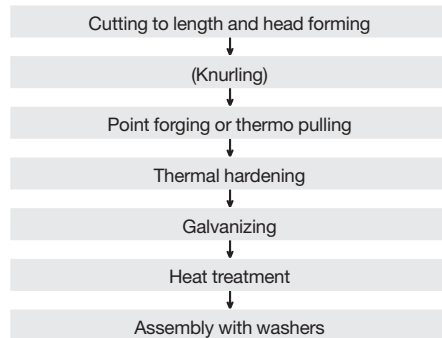 Cutting to length and head forming
(Knurling)
Point forging or thermo pulling
Thermal hardening
Galvanizing
Heat treatment
Assembly with washers